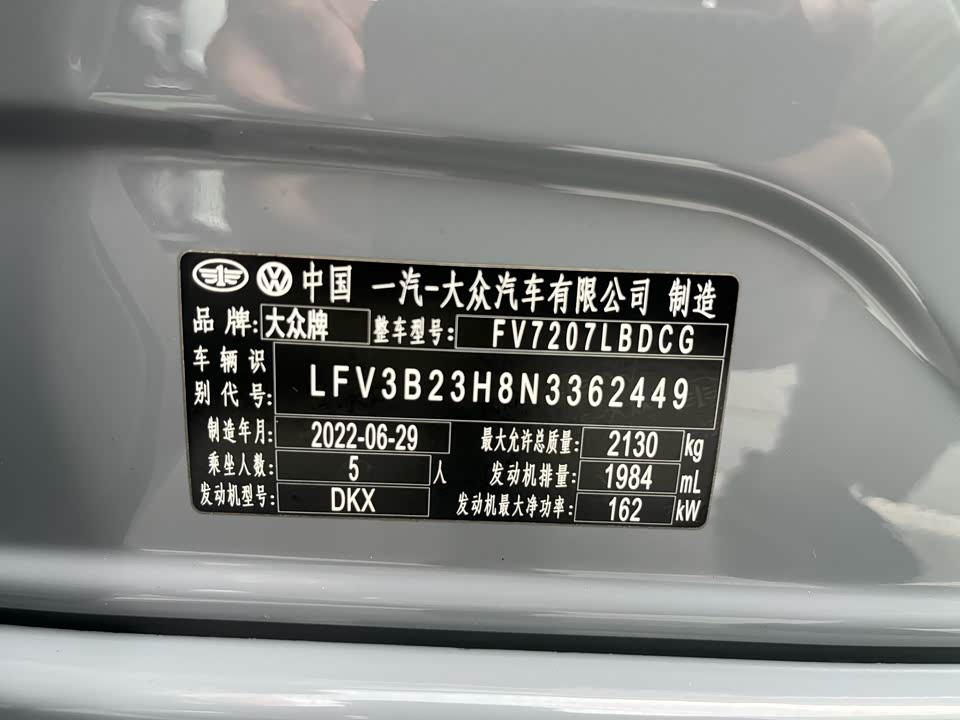 中国 一汽-大众汽车有限公司 制造
品牌: 大众牌 整车型号: FV7207LBDCG
车辆识别代号: LFV3B23H8N3362449
制造年月: 2022-06-29 最大允许总质量: 2130 kg
乘坐人数: 5 人 发动机排量: 1984 mL
发动机型号: DKX 发动机最大净功率: 162 kW